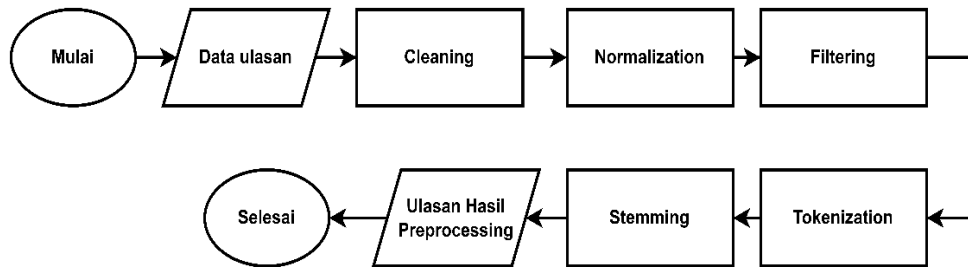 Mulai
Data ulasan
Cleaning
Normalization
Filtering
Tokenization
Stemming
Ulasan Hasil
Preprocessing
Selesai